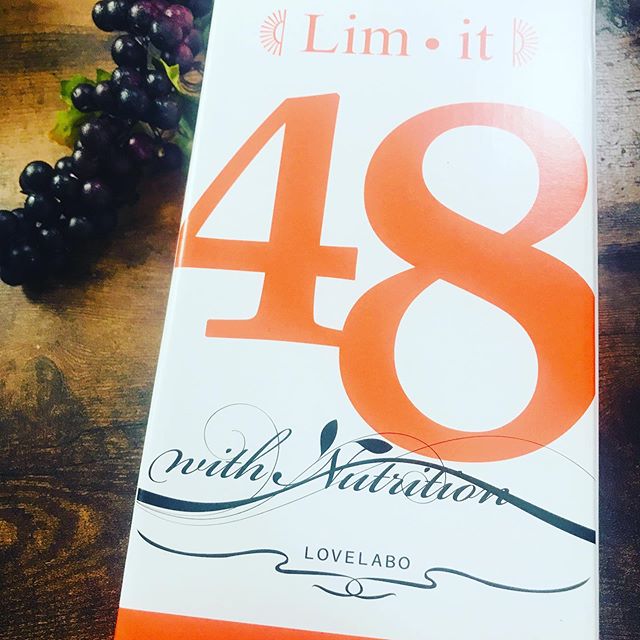 Lim • it
48
with Nutrition
LOVELABO